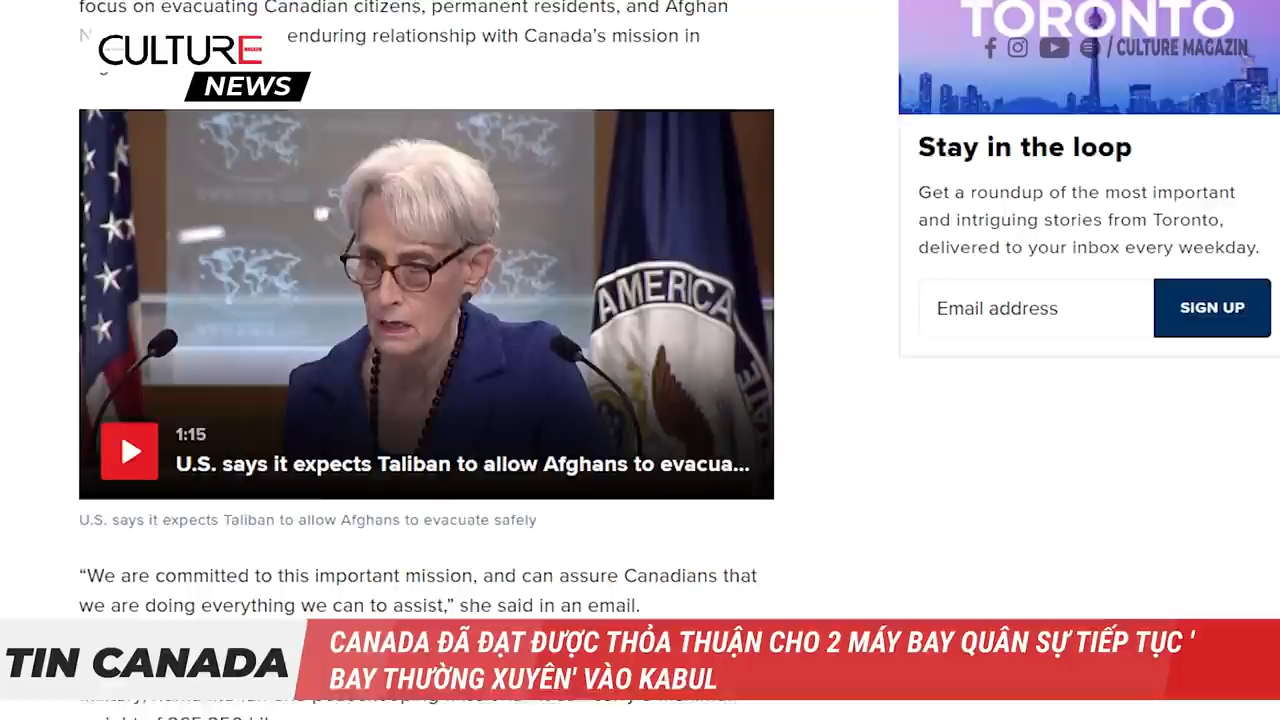 focus on evacuating Canadian citizens, permanent residents, and Afghan
enduring relationship with Canada's mission in
CULTURE
NEWS
TORONTO
/ CULTURE MAGAZIN
Stay in the loop
Get a roundup of the most important
and intriguing stories from Toronto,
delivered to your inbox every weekday.
Email address
SIGN UP
AMERICA
1:15
U.S. says it expects Taliban to allow Afghans to evacua...
U.S. says it expects Taliban to allow Afghans to evacuate safely
“We are committed to this important mission, and can assure Canadians that
we are doing everything we can to assist,” she said in an email.
TIN CANADA
CANADA ĐÃ ĐẠT ĐƯỢC THỎA THUẬN CHO 2 MÁY BAY QUÂN SỰ TIẾP TỤC '
BAY THƯỜNG XUYÊN' VÀO KABUL